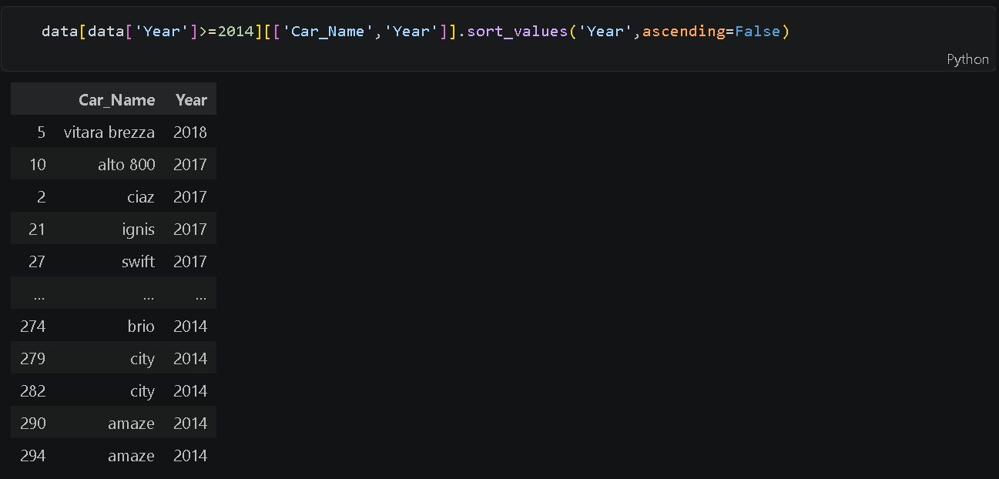 data[data['Year']>=2014][['Car_Name','Year']].sort_values('Year',ascending=False)
Python
Car_Name Year
5 vitara brezza 2018
10 alto 800 2017
2 ciaz 2017
21 ignis 2017
27 swift 2017
... ... ...
274 brio 2014
279 city 2014
282 city 2014
290 amaze 2014
294 amaze 2014